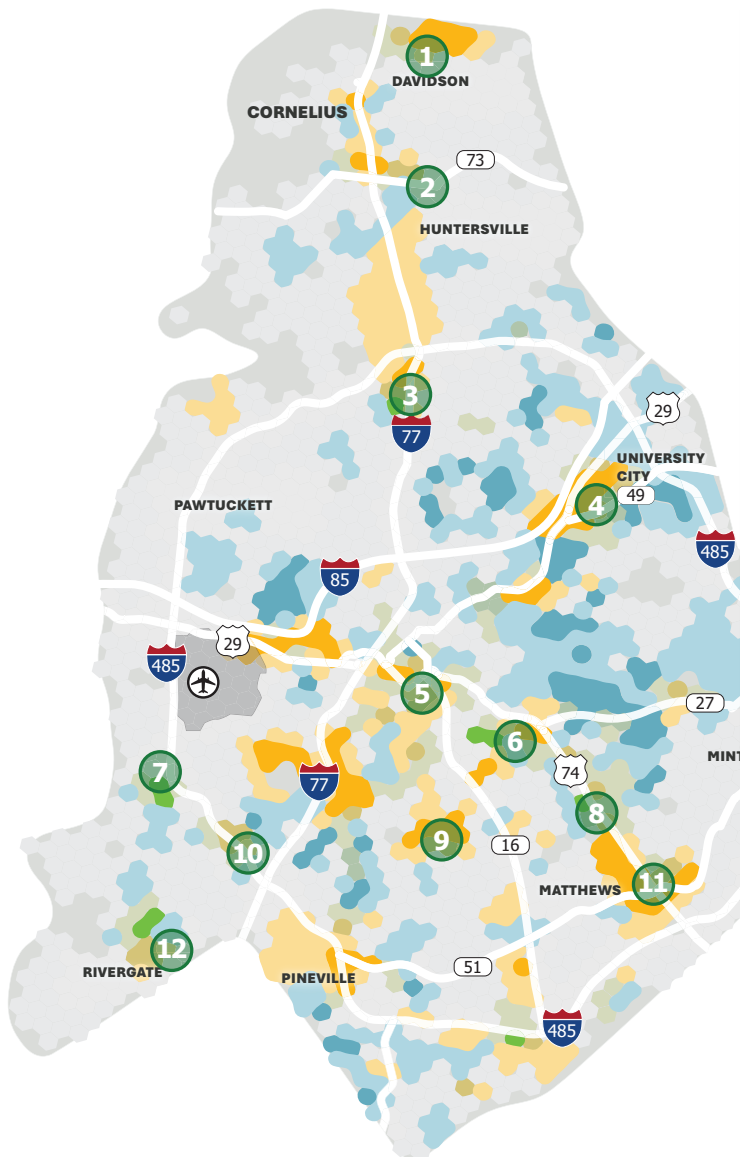 1
DAVIDSON
CORNELIUS
73
2
HUNTERSVILLE
3
77
29
UNIVERSITY
CITY
4
49
PAWTUCKETT
485
85
29
485
5
27
6
7
77
74
MINT
8
9
16
10
MATTHEWS
11
12
RIVERGATE
51
PINEVILLE
485